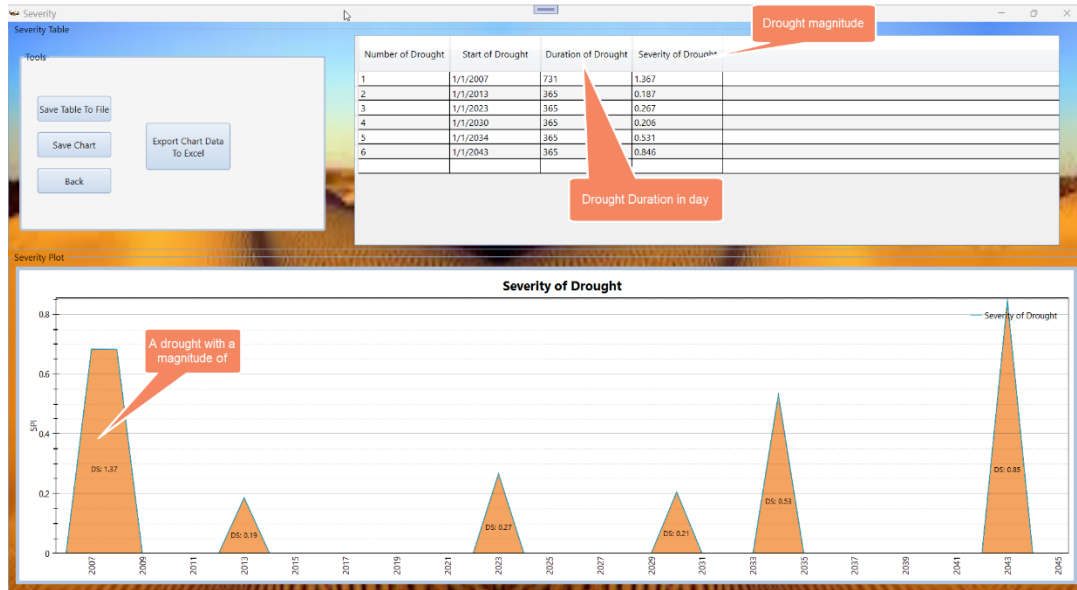 Severity
Severity Table
Tools
Save Table To File
Save Chart
Back
Export Chart Data
To Excel
Drought magnitude
Number of Drought Start of Drought Duration of Drought Severity of Drought
1 1/1/2007 731 1.367
2 1/1/2013 365 0.187
3 1/1/2023 365 0.267
4 1/1/2030 365 0.206
5 1/1/2034 365 0.531
6 1/1/2043 365 0.846
Drought Duration in day
Severity Plot
Severity of Drought
Severity of Drought
A drought with a
magnitude of
SPI
0.8
0.6
0.4
0.2
0
DS: 1.37
DS: 0.19
DS: 0.27
DS: 0.21
DS: 0.53
DS: 0.85
2007 2009 2011 2013 2015 2017 2019 2021 2023 2025 2027 2029 2031 2033 2035 2037 2039 2041 2043 2045